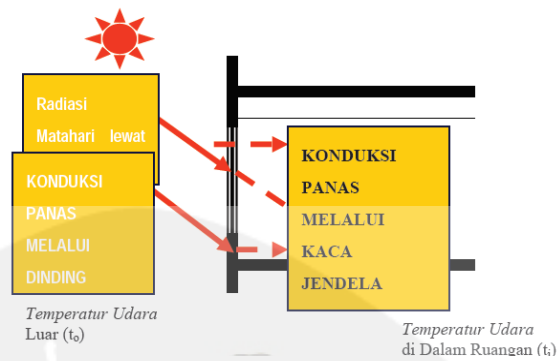 Radiasi
Matahari lewat
KONDUKSI
PANAS
MELALUI
DINDING
KONDUKSI
PANAS
MELALUI
KACA
JENDELA
Temperatur Udara
Luar (tₒ)
Temperatur Udara
di Dalam Ruangan (tᵢ)